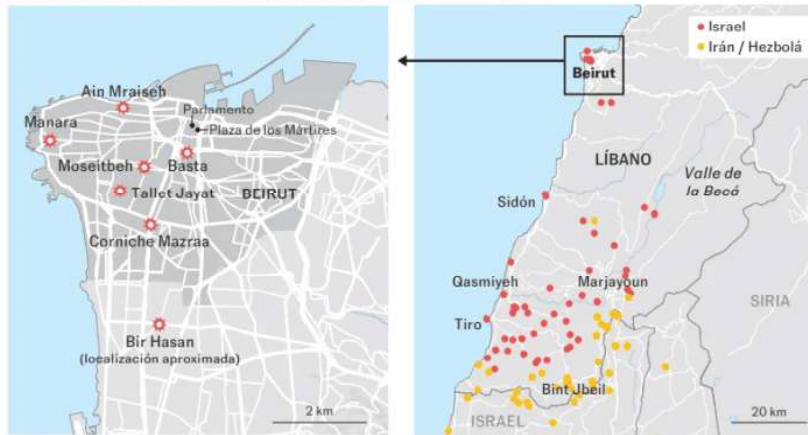 Ain Mraiseh
Parlamento
Manara
Plaza de los Mártires
Moseitbeh
Basta
Tallet Jayat
BEIRUT
Corniche Mazraa
Bir Hasan
(localización aproximada)
2 km
Israel
Irán / Hezbolá
Beirut
LÍBANO
Valle de
la Becá
Sidón
Qasmiyeh
Marjayoun
SIRIA
Tiro
Bint Jbeil
ISRAEL
20 km